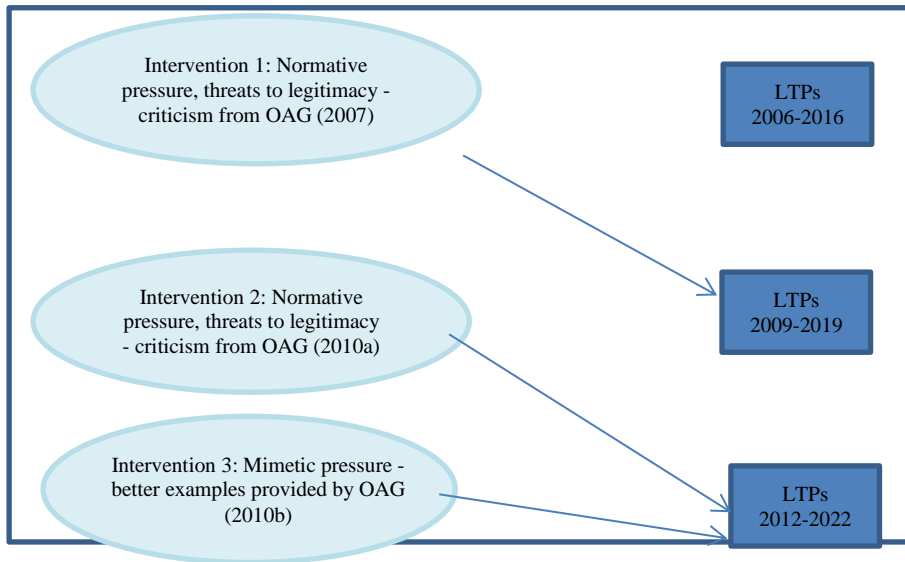 Intervention 1: Normative
pressure, threats to legitimacy -
criticism from OAG (2007)
LTPs
2006-2016
Intervention 2: Normative
pressure, threats to legitimacy
- criticism from OAG (2010a)
LTPs
2009-2019
Intervention 3: Mimetic pressure -
better examples provided by OAG
(2010b)
LTPs
2012-2022